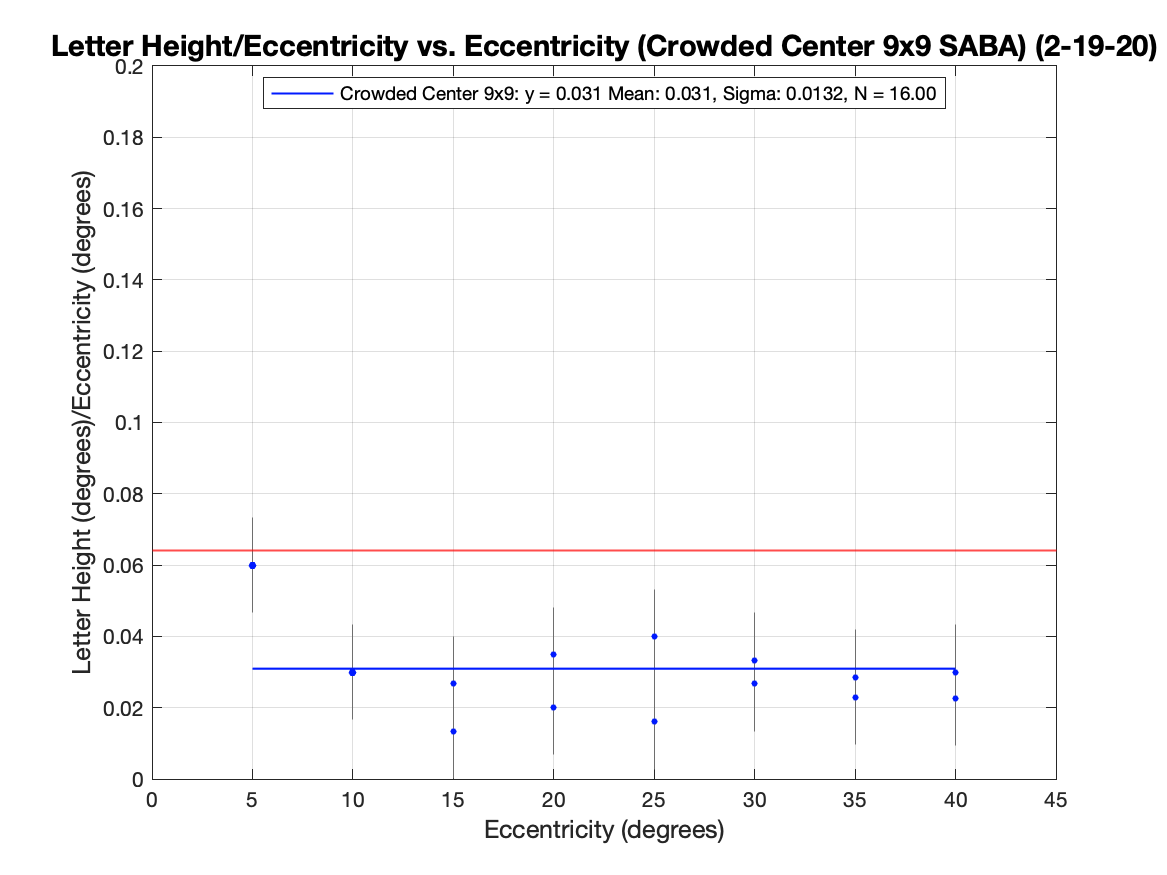 Letter Height/Eccentricity vs. Eccentricity (Crowded Center 9x9 SABA) (2-19-20)
Crowded Center 9x9: y = 0.031 Mean: 0.031, Sigma: 0.0132, N = 16.00
Letter Height (degrees)/Eccentricity (degrees)
0.2
0.18
0.16
0.14
0.12
0.1
0.08
0.06
0.04
0.02
0
0 5 10 15 20 25 30 35 40 45
Eccentricity (degrees)